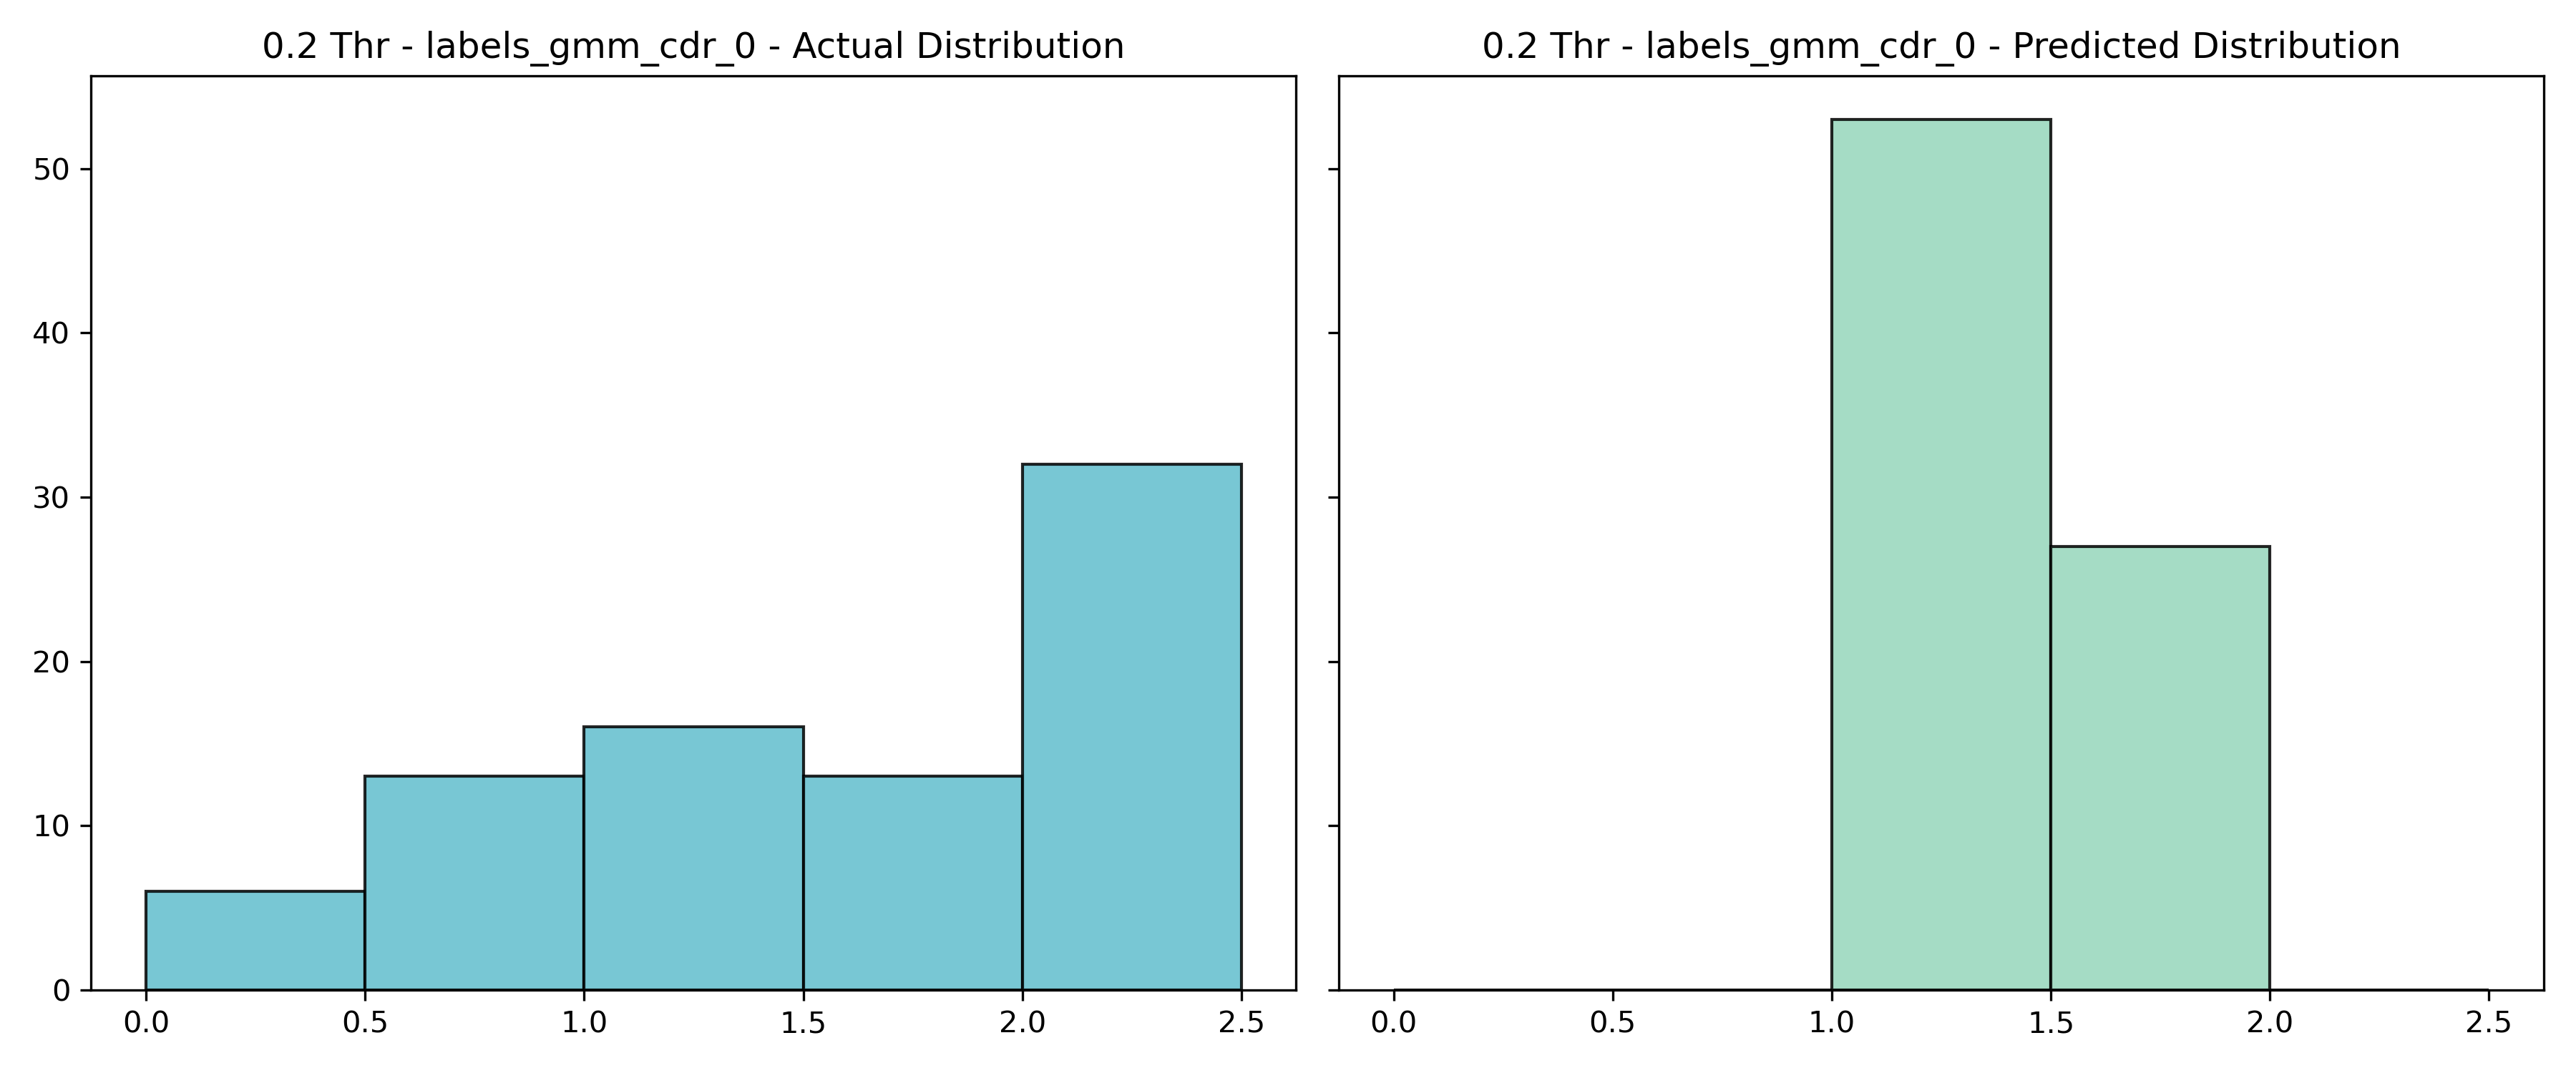 0.2 Thr - labels_gmm_cdr_0 - Actual Distribution
50
40
30
20
10
0
0.0 0.5 1.0 1.5 2.0 2.5
0.2 Thr - labels_gmm_cdr_0 - Predicted Distribution
0.0 0.5 1.0 1.5 2.0 2.5